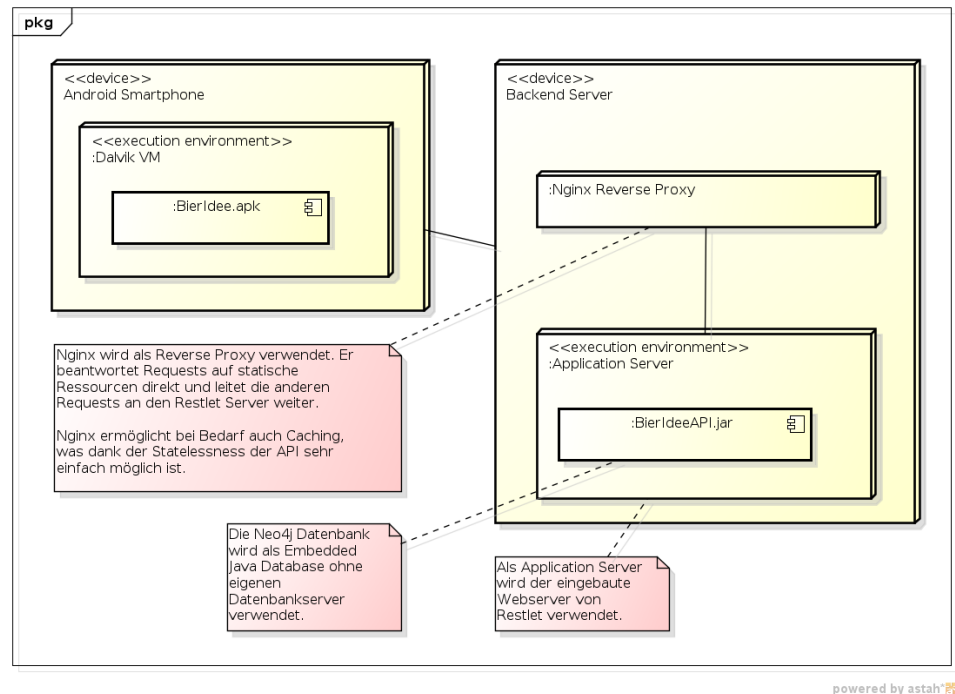 pkg
<<device>>
Android Smartphone
<<execution environment>>
:Dalvik VM
:BierIdee.apk
<<device>>
Backend Server
:Nginx Reverse Proxy
<<execution environment>>
:Application Server
:BierIdeeAPI.jar
Nginx wird als Reverse Proxy verwendet. Er
beantwortet Requests auf statische
Ressourcen direkt und leitet die anderen
Requests an den Restlet Server weiter.
Nginx ermöglicht bei Bedarf auch Caching,
was dank der Statelessness der API sehr
einfach möglich ist.
Die Neo4j Datenbank
wird als Embedded
Java Database ohne
eigenen
Datenbankserver
verwendet.
Als Application Server
wird der eingebaute
Webserver von
Restlet verwendet.
powered by astah*